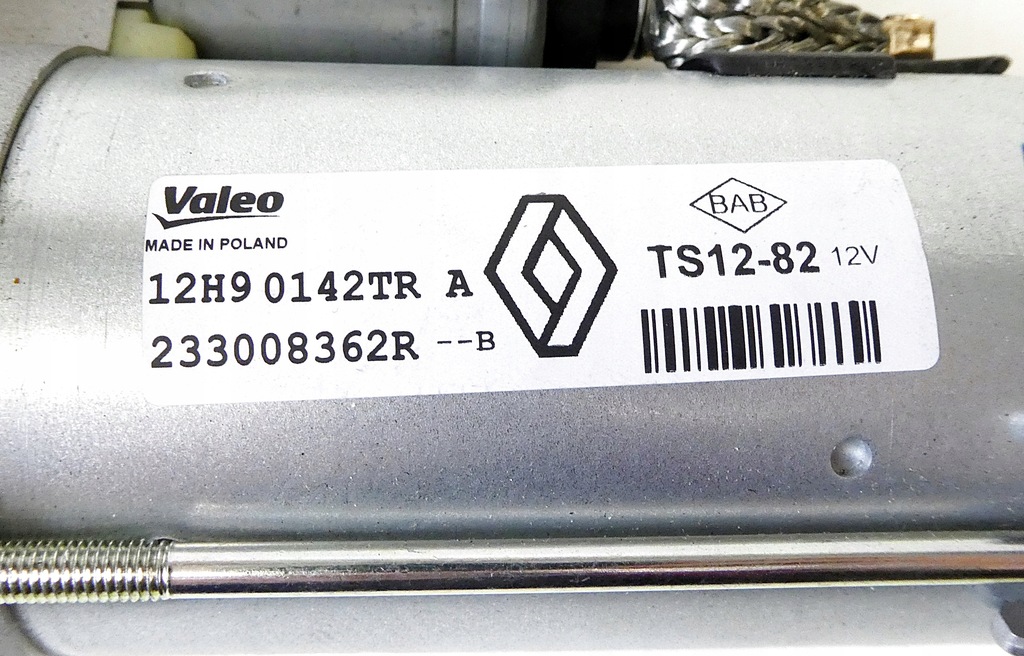 Valeo
MADE IN POLAND
12H9 0142TR A
233008362R --B
BAB
TS12-82 12V